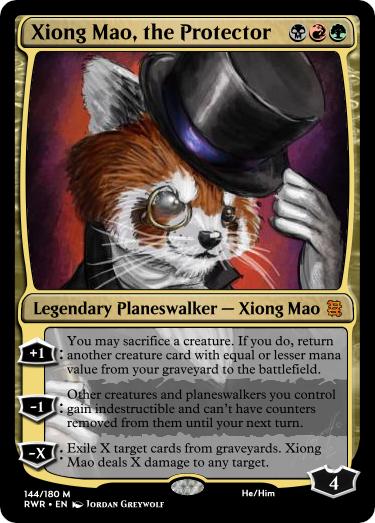 Xiong Mao, the Protector
Legendary Planeswalker — Xiong Mao
+1: You may sacrifice a creature. If you do, return
another creature card with equal or lesser mana
value from your graveyard to the battlefield.
-1: Other creatures and planeswalkers you control
gain indestructible and can't have counters
removed from them until your next turn.
-X: Exile X target cards from graveyards. Xiong
Mao deals X damage to any target.
4
144/180 M
He/Him
RWR • EN Jordan Greywolf